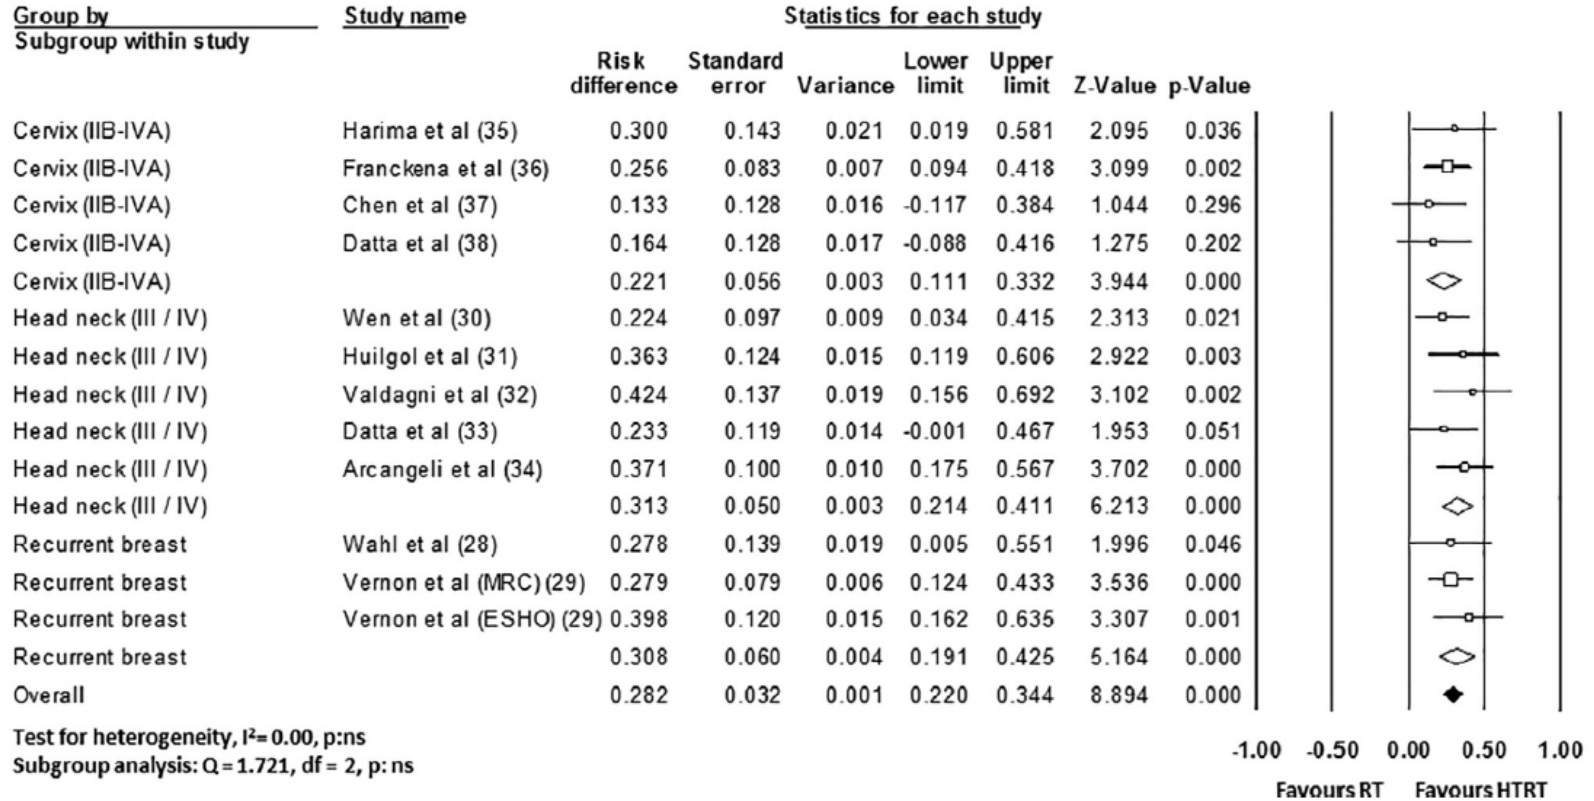 Group by Study name Statistics for each study
Subgroup within study
Risk Standard Lower Upper
difference error Variance limit limit Z-Value p-Value
Cervix (IIB-IVA) Harima et al (35) 0.300 0.143 0.021 0.019 0.581 2.095 0.036
Cervix (IIB-IVA) Franckena et al (36) 0.256 0.083 0.007 0.094 0.418 3.099 0.002
Cervix (IIB-IVA) Chen et al (37) 0.133 0.128 0.016 -0.117 0.384 1.044 0.296
Cervix (IIB-IVA) Datta et al (38) 0.164 0.128 0.017 -0.088 0.416 1.275 0.202
Cervix (IIB-IVA) 0.221 0.056 0.003 0.111 0.332 3.944 0.000
Head neck (III / IV) Wen et al (30) 0.224 0.097 0.009 0.034 0.415 2.313 0.021
Head neck (III / IV) Huilgol et al (31) 0.363 0.124 0.015 0.119 0.606 2.922 0.003
Head neck (III / IV) Valdagni et al (32) 0.424 0.137 0.019 0.156 0.692 3.102 0.002
Head neck (III / IV) Datta et al (33) 0.233 0.119 0.014 -0.001 0.467 1.953 0.051
Head neck (III / IV) Arcangeli et al (34) 0.371 0.100 0.010 0.175 0.567 3.702 0.000
Head neck (III / IV) 0.313 0.050 0.003 0.214 0.411 6.213 0.000
Recurrent breast Wahl et al (28) 0.278 0.139 0.019 0.005 0.551 1.996 0.046
Recurrent breast Vernon et al (MRC) (29) 0.279 0.079 0.006 0.124 0.433 3.536 0.000
Recurrent breast Vernon et al (ESHO) (29) 0.398 0.120 0.015 0.162 0.635 3.307 0.001
Recurrent breast 0.308 0.060 0.004 0.191 0.425 5.164 0.000
Overall 0.282 0.032 0.001 0.220 0.344 8.894 0.000
Test for heterogeneity, I²= 0.00, p:ns
Subgroup analysis: Q = 1.721, df = 2, p: ns
-1.00 -0.50 0.00 0.50 1.00
Favours RT Favours HTRT